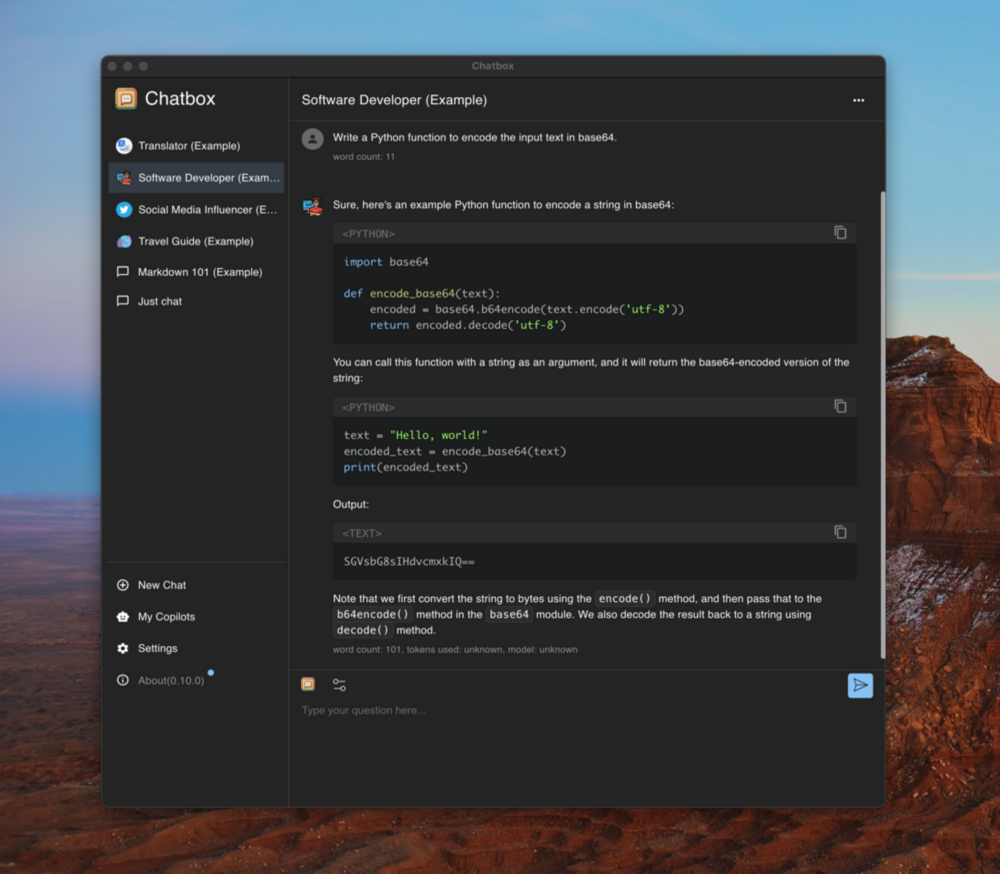 Chatbox
Chatbox
Translator (Example)
Software Developer (Exam...
Social Media Influencer (E...
Travel Guide (Example)
Markdown 101 (Example)
Just chat
New Chat
My Copilots
Settings
About(0.10.0)
Software Developer (Example)
Write a Python function to encode the input text in base64.
word count: 11
Sure, here's an example Python function to encode a string in base64:
<PYTHON>
import base64
def encode_base64(text):
    encoded = base64.b64encode(text.encode('utf-8'))
    return encoded.decode('utf-8')
You can call this function with a string as an argument, and it will return the base64-encoded version of the
string:
<PYTHON>
text = "Hello, world!"
encoded_text = encode_base64(text)
print(encoded_text)
Output:
<TEXT>
SGVsbG8sIHdvcmxkIQ==
Note that we first convert the string to bytes using the encode() method, and then pass that to the
b64encode() method in the base64 module. We also decode the result back to a string using
decode() method.
word count: 101, tokens used: unknown, model: unknown
Type your question here...